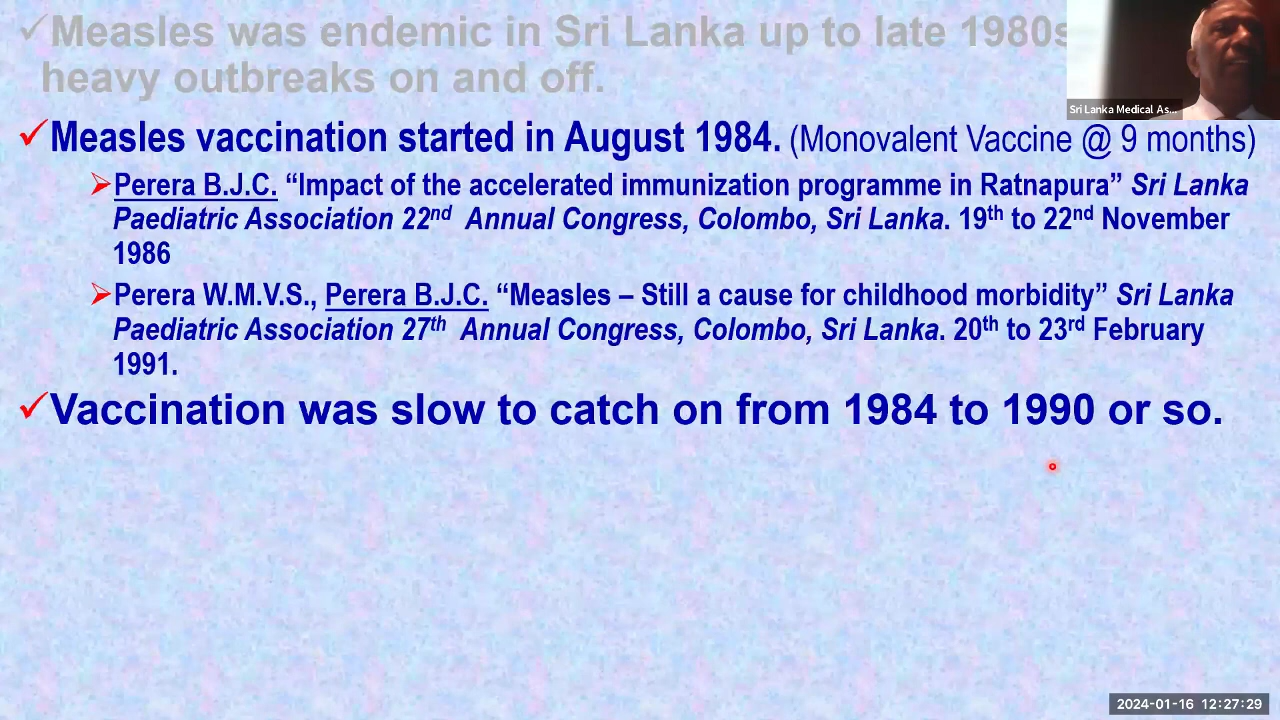 ✓Measles was endemic in Sri Lanka up to late 1980s
heavy outbreaks on and off.
Sri Lanka Medical As...
✓Measles vaccination started in August 1984. (Monovalent Vaccine @ 9 months)
➢Perera B.J.C. “Impact of the accelerated immunization programme in Ratnapura” Sri Lanka
Paediatric Association 22nd Annual Congress, Colombo, Sri Lanka. 19th to 22nd November
1986
➢Perera W.M.V.S., Perera B.J.C. “Measles – Still a cause for childhood morbidity” Sri Lanka
Paediatric Association 27th Annual Congress, Colombo, Sri Lanka. 20th to 23rd February
1991.
✓Vaccination was slow to catch on from 1984 to 1990 or so.
2024-01-16 12:27:29